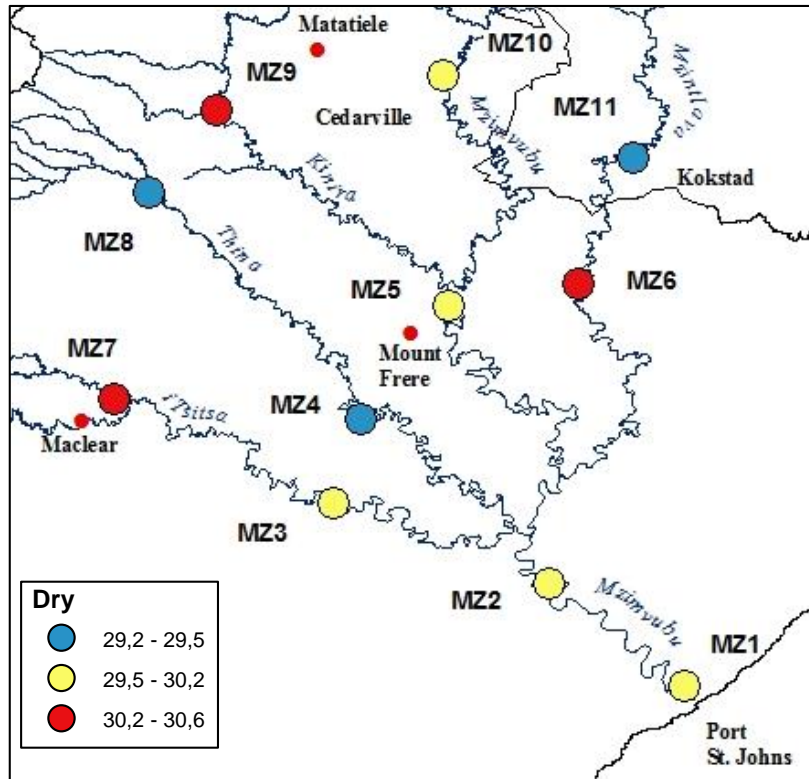 Matatiele
MZ10
MZ9
Mzintlava
Cedarville
MZ11
Mzimvubu
Kokstad
Kinira
MZ8
Thina
MZ5
MZ6
Mount
Frere
MZ7
iTsitsa
MZ4
Maclear
MZ3
MZ2
Mzimvubu
MZ1
Port
St. Johns
Dry
29,2 - 29,5
29,5 - 30,2
30,2 - 30,6